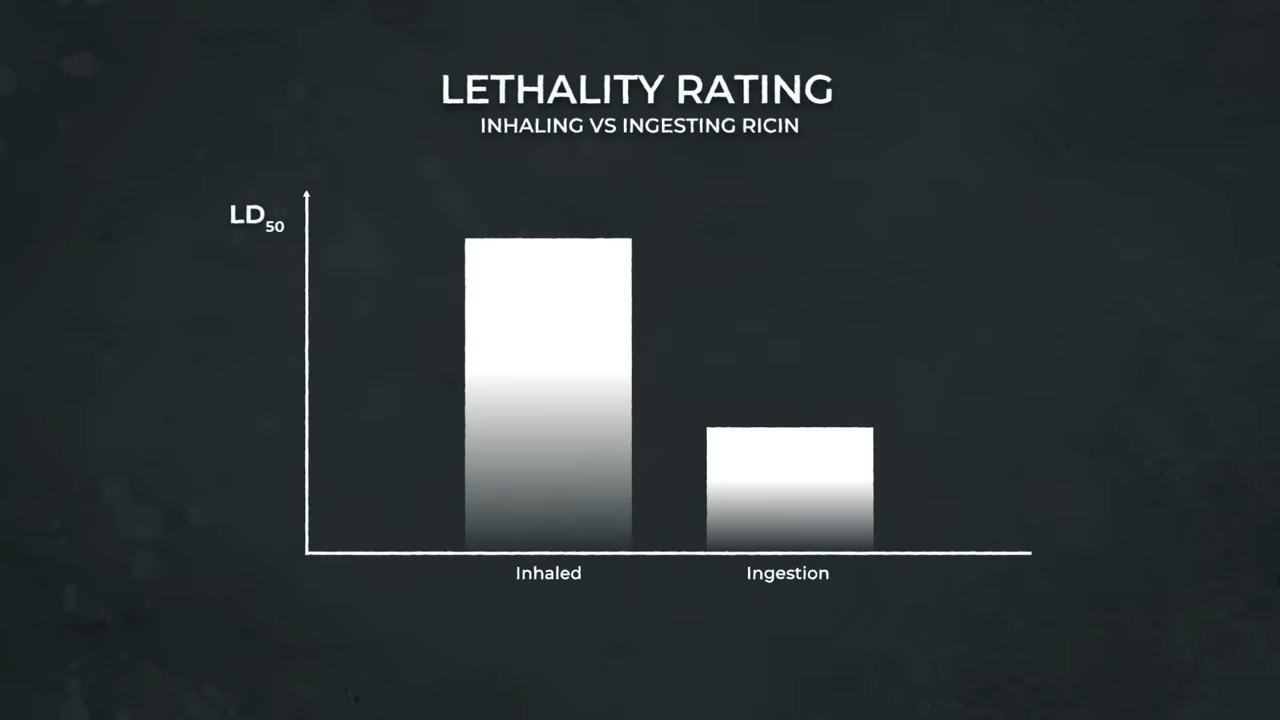 LETHALITY RATING
INHALING VS INGESTING RICIN
LD50
Inhaled
Ingestion